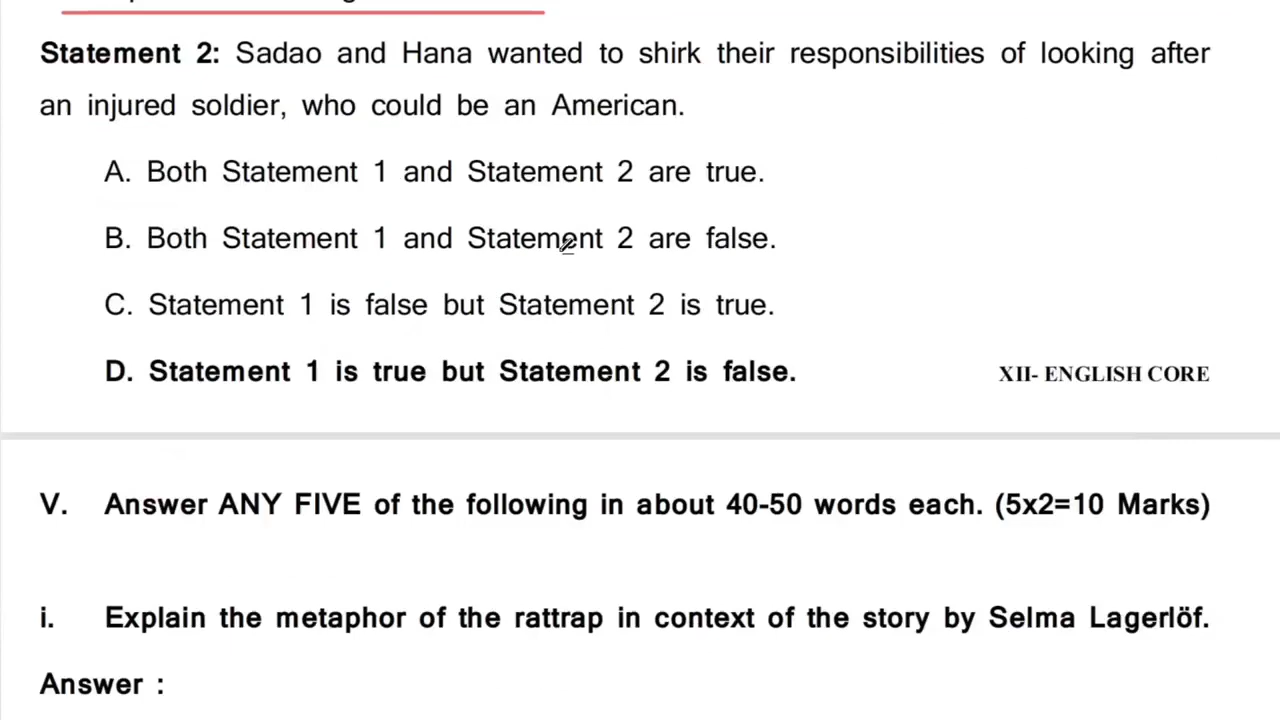 Statement 2: Sadao and Hana wanted to shirk their responsibilities of looking after
an injured soldier, who could be an American.
A. Both Statement 1 and Statement 2 are true.
B. Both Statement 1 and Statement 2 are false.
C. Statement 1 is false but Statement 2 is true.
D. Statement 1 is true but Statement 2 is false.
XII- ENGLISH CORE
V. Answer ANY FIVE of the following in about 40-50 words each. (5x2=10 Marks)
i. Explain the metaphor of the rattrap in context of the story by Selma Lagerlöf.
Answer :